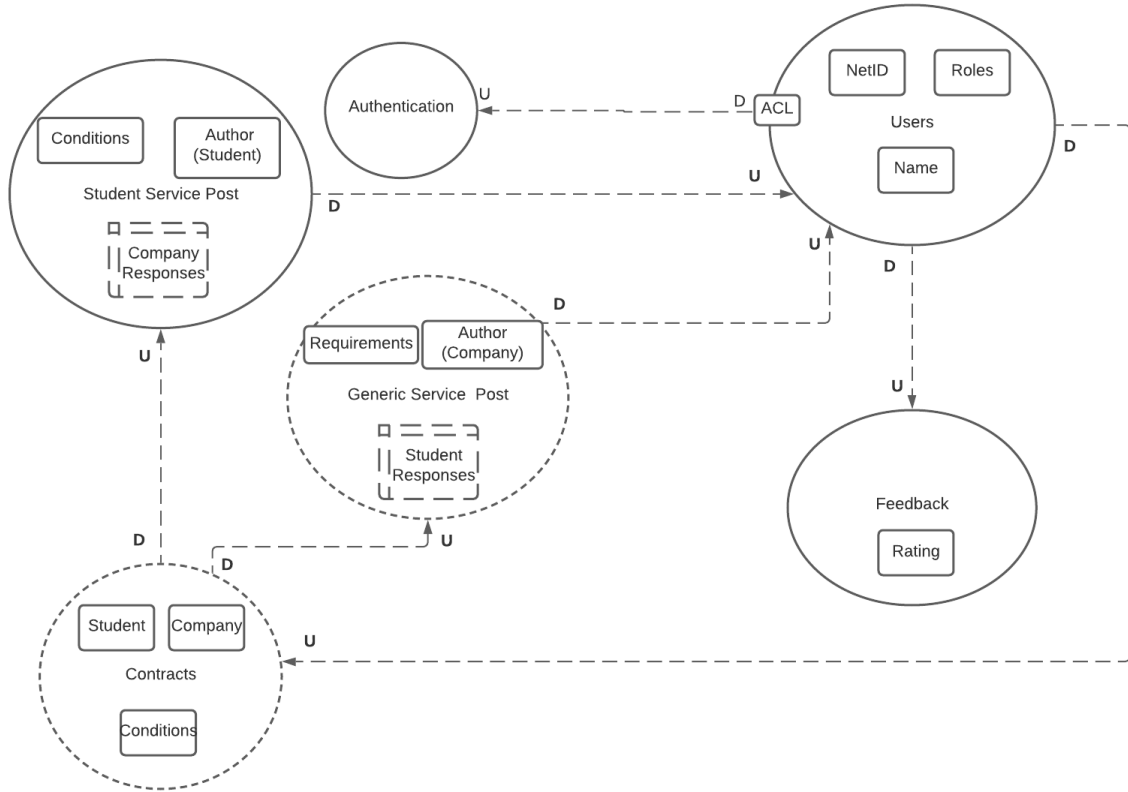 NetID
Roles
ACL
Users
Name
D
U
D
U
D
Authentication
U
D
Conditions
Author
(Student)
Student Service Post
Company
Responses
D
U
U
D
Requirements
Author
(Company)
Generic Service  Post
Student
Responses
U
D
D
Feedback
Rating
U
Student
Company
Contracts
Conditions
U